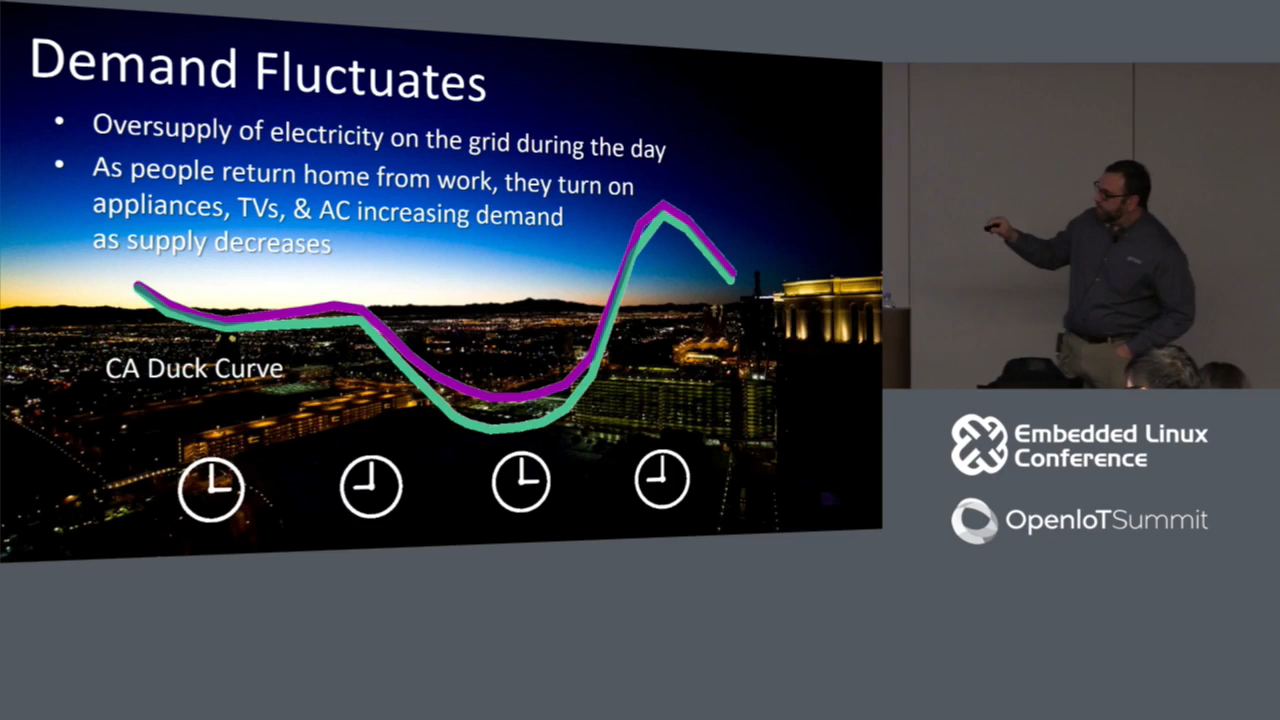 Demand Fluctuates
• Oversupply of electricity on the grid during the day
• As people return home from work, they turn on
appliances, TVs, & AC increasing demand
as supply decreases
CA Duck Curve
Embedded Linux
Conference
OpenIoTSummit